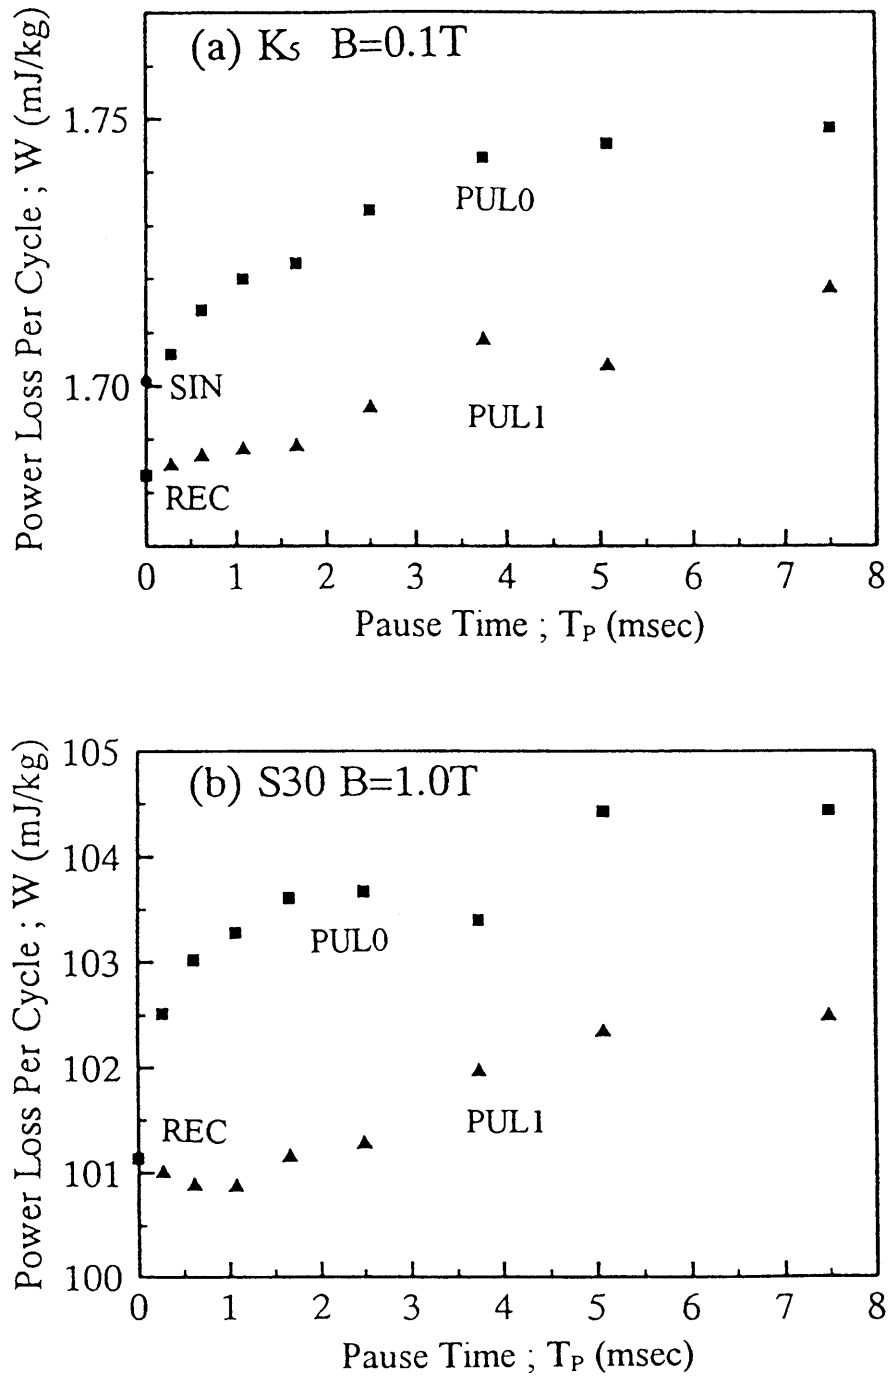 (a) K5 B=0.1T
Power Loss Per Cycle ; W (mJ/kg)
1.75
1.70
PUL0
SIN
PUL1
REC
0 1 2 3 4 5 6 7 8
Pause Time ; TP (msec)
(b) S30 B=1.0T
Power Loss Per Cycle ; W (mJ/kg)
105
104
103
102
101
100
PUL0
REC
PUL1
0 1 2 3 4 5 6 7 8
Pause Time ; TP (msec)